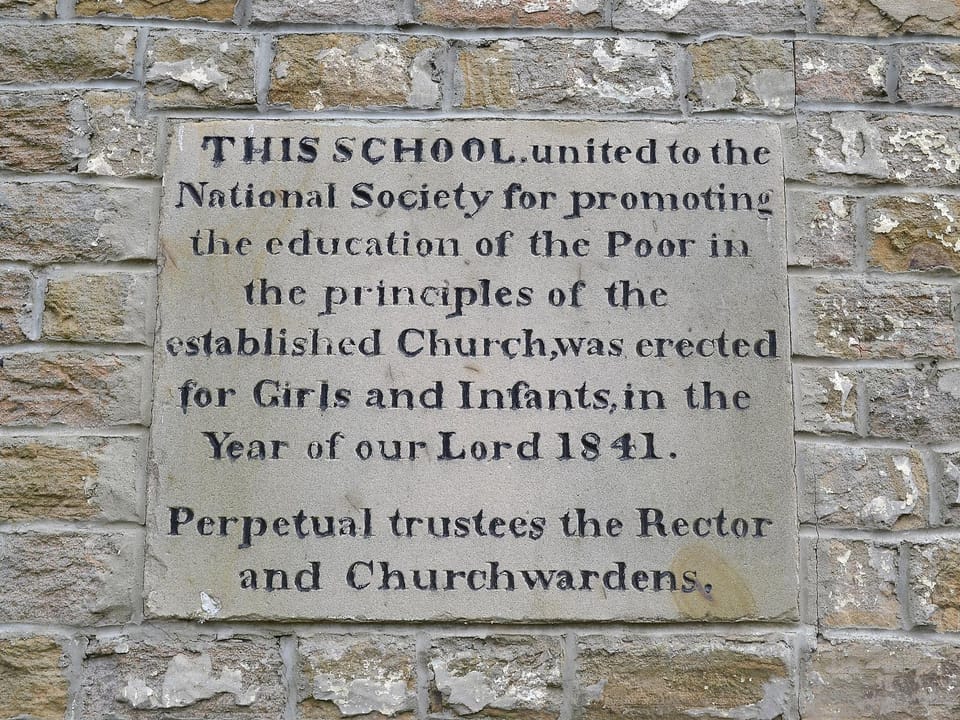 THIS SCHOOL. united to the
National Society for promoting
the education of the Poor in
the principles of the
established Church, was erected
for Girls and Infants, in the
Year of our Lord 1841.
Perpetual trustees the Rector
and Churchwardens.